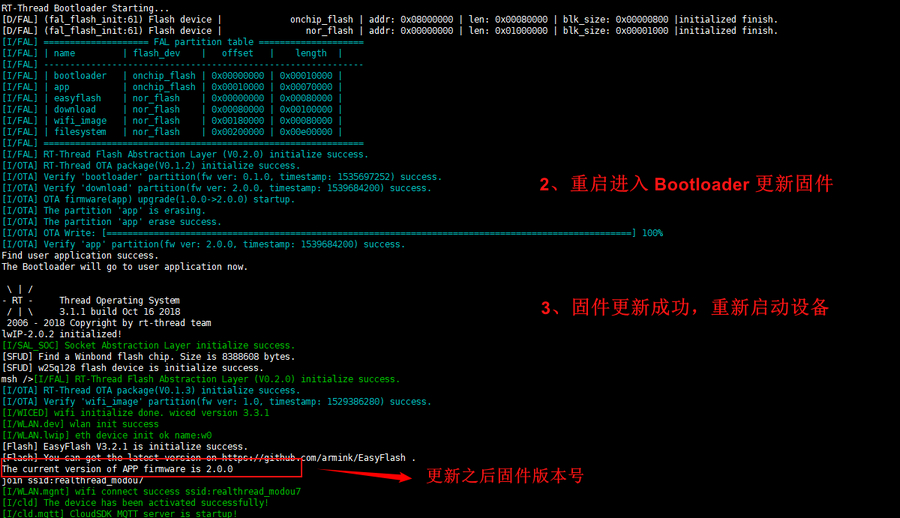 RT-Thread Bootloader Starting...
[D/FAL] (fal_flash_init:61) Flash device |             onchip_flash | addr: 0x08000000 | len: 0x00080000 | blk_size: 0x00000800 |initialized finish.
[D/FAL] (fal_flash_init:61) Flash device |                nor_flash | addr: 0x00000000 | len: 0x01000000 | blk_size: 0x00001000 |initialized finish.
[I/FAL] ==================== FAL partition table ====================
[I/FAL] | name       | flash_dev    |   offset   |    length  |
[I/FAL] -------------------------------------------------------------
[I/FAL] | bootloader | onchip_flash | 0x00000000 | 0x00010000 |
[I/FAL] | app        | onchip_flash | 0x00010000 | 0x00070000 |
[I/FAL] | easyflash  | nor_flash    | 0x00000000 | 0x00080000 |
[I/FAL] | download   | nor_flash    | 0x00080000 | 0x00100000 |
[I/FAL] | wifi_image | nor_flash    | 0x00180000 | 0x00080000 |
[I/FAL] | filesystem | nor_flash    | 0x00200000 | 0x00e00000 |
[I/FAL] =============================================================
[I/FAL] RT-Thread Flash Abstraction Layer (V0.2.0) initialize success.
[I/OTA] RT-Thread OTA package(V0.1.2) initialize success.
[I/OTA] Verify 'bootloader' partition(fw ver: 0.1.0, timestamp: 1535697252) success.
[I/OTA] Verify 'download' partition(fw ver: 2.0.0, timestamp: 1539684200) success.
2、重启进入 Bootloader 更新固件
[I/OTA] OTA firmware(app) upgrade(1.0.0->2.0.0) startup.
[I/OTA] The partition 'app' is erasing.
[I/OTA] The partition 'app' erase success.
[I/OTA] OTA Write: [====================================================================================================] 100%
[I/OTA] Verify 'app' partition(fw ver: 2.0.0, timestamp: 1539684200) success.
Find user application success.
The Bootloader will go to user application now.
 \ | /
- RT -     Thread Operating System
 / | \     3.1.1 build Oct 16 2018
3、固件更新成功，重新启动设备
 2006 - 2018 Copyright by rt-thread team
lwIP-2.0.2 initialized!
[I/SAL_SOC] Socket Abstraction Layer initialize success.
[SFUD] Find a Winbond flash chip. Size is 8388608 bytes.
[SFUD] w25q128 flash device is initialize success.
msh />[I/FAL] RT-Thread Flash Abstraction Layer (V0.2.0) initialize success.
[I/OTA] RT-Thread OTA package(V0.1.3) initialize success.
[I/OTA] Verify 'wifi_image' partition(fw ver: 1.0, timestamp: 1529386280) success.
[I/WICED] wifi initialize done. wiced version 3.3.1
[I/WLAN.dev] wlan init success
[I/WLAN.lwip] eth device init ok name:w0
[Flash] EasyFlash V3.2.1 is initialize success.
[Flash] You can get the latest version on https://github.com/armink/EasyFlash .
The current version of APP firmware is 2.0.0
更新之后固件版本号
join ssid:realthread_modou7
[I/WLAN.mgnt] wifi connect success ssid:realthread_modou7
[I/cld] The device has been activated successfully!
[I/cld.mqtt] CloudSDK MQTT server is startup!